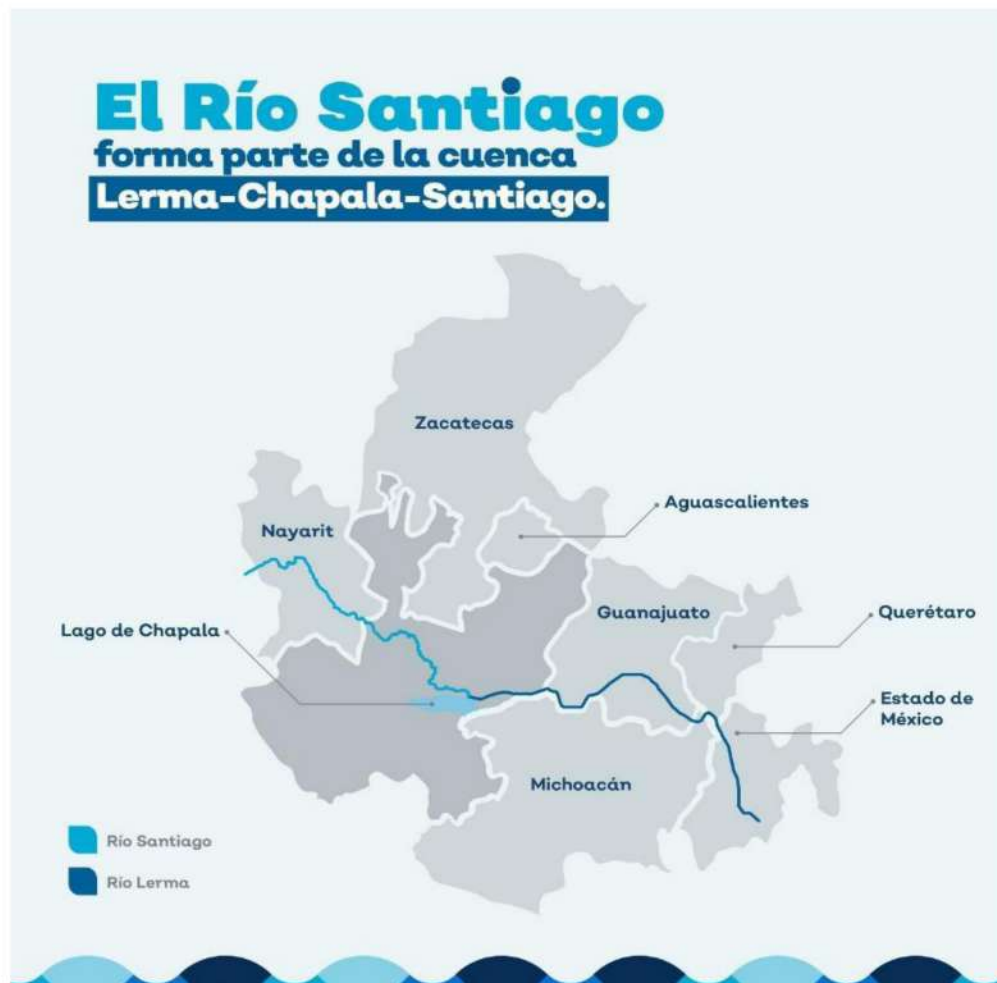 El Río Santiago
forma parte de la cuenca
Lerma-Chapala-Santiago.
Zacatecas
Aguascalientes
Nayarit
Guanajuato
Querétaro
Lago de Chapala
Estado de
México
Michoacán
Río Santiago
Río Lerma